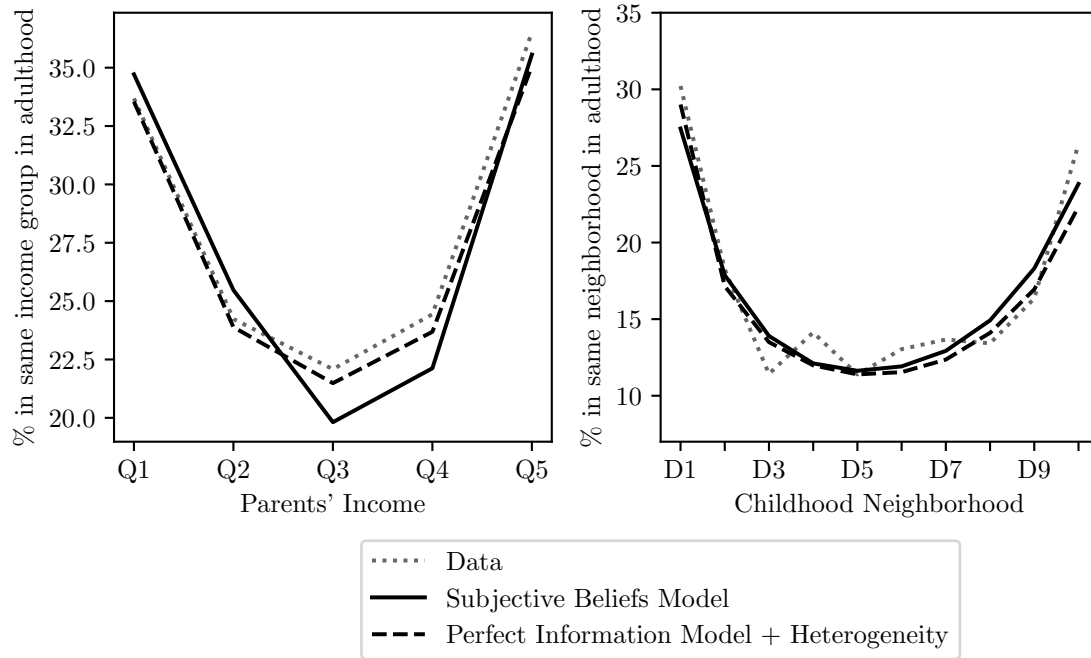 % in same income group in adulthood
35.0
32.5
30.0
27.5
25.0
22.5
20.0
Q1 Q2 Q3 Q4 Q5
Parents’ Income
% in same neighborhood in adulthood
35
30
25
20
15
10
D1 D3 D5 D7 D9
Childhood Neighborhood
Data
Subjective Beliefs Model
Perfect Information Model + Heterogeneity